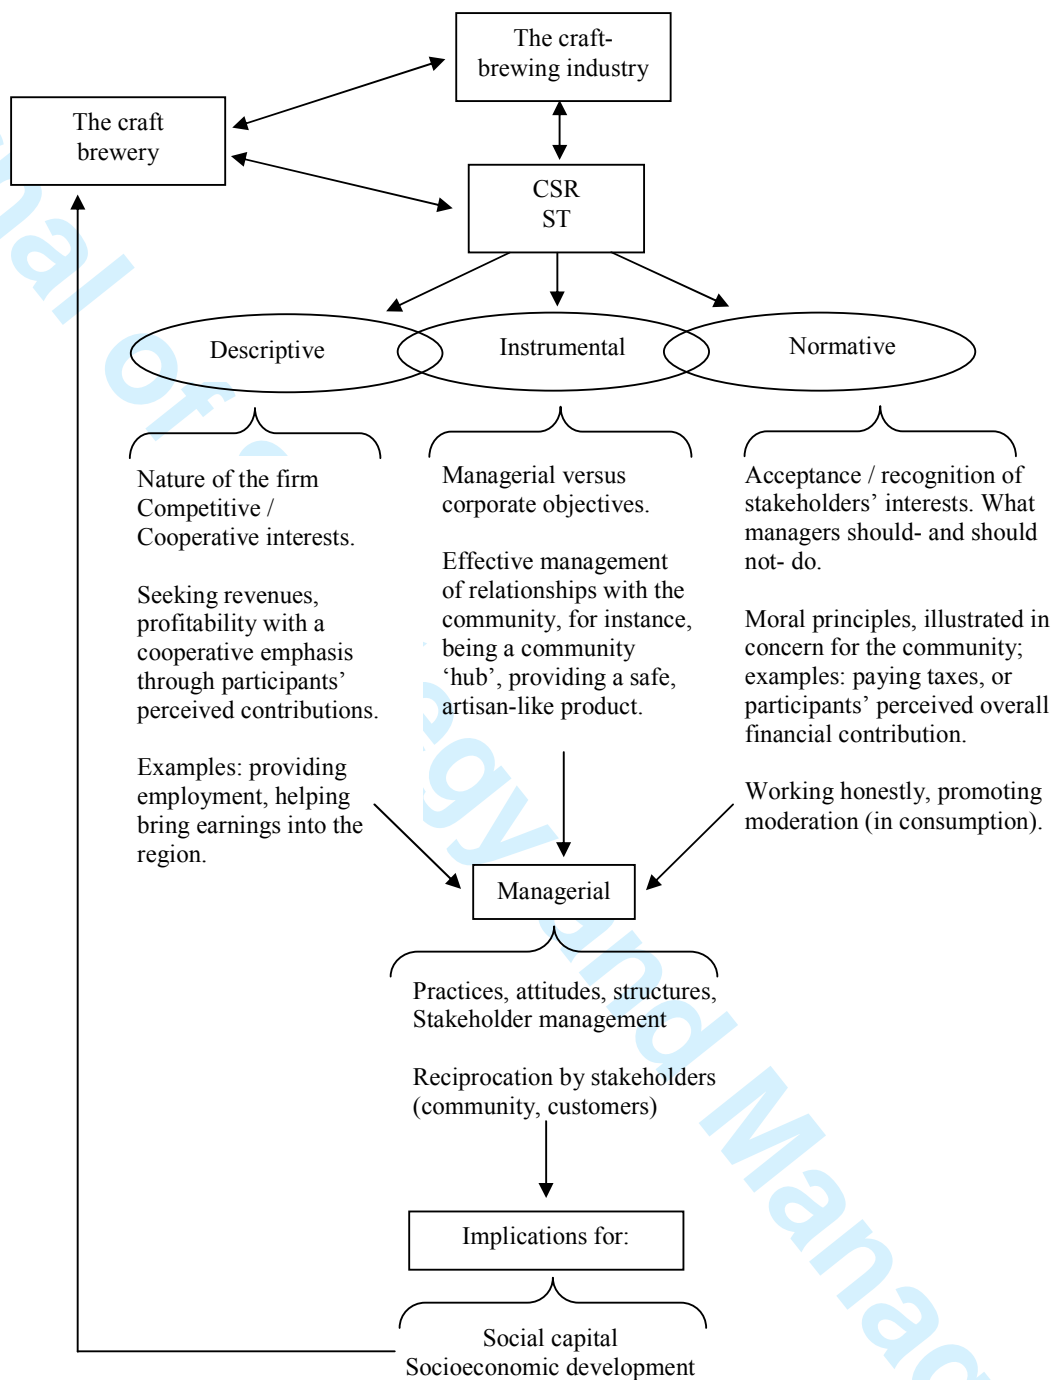 The craft-
brewing industry
The craft
brewery
CSR
ST
Descriptive
Instrumental
Normative
Nature of the firm
Competitive /
Cooperative interests.
Seeking revenues,
profitability with a
cooperative emphasis
through participants’
perceived contributions.
Examples: providing
employment, helping
bring earnings into the
region.
Managerial versus
corporate objectives.
Effective management
of relationships with the
community, for instance,
being a community
‘hub’, providing a safe,
artisan-like product.
Acceptance / recognition of
stakeholders’ interests. What
managers should- and should
not- do.
Moral principles, illustrated in
concern for the community;
examples: paying taxes, or
participants’ perceived overall
financial contribution.
Working honestly, promoting
moderation (in consumption).
Managerial
Practices, attitudes, structures,
Stakeholder management
Reciprocation by stakeholders
(community, customers)
Implications for:
Social capital
Socioeconomic development